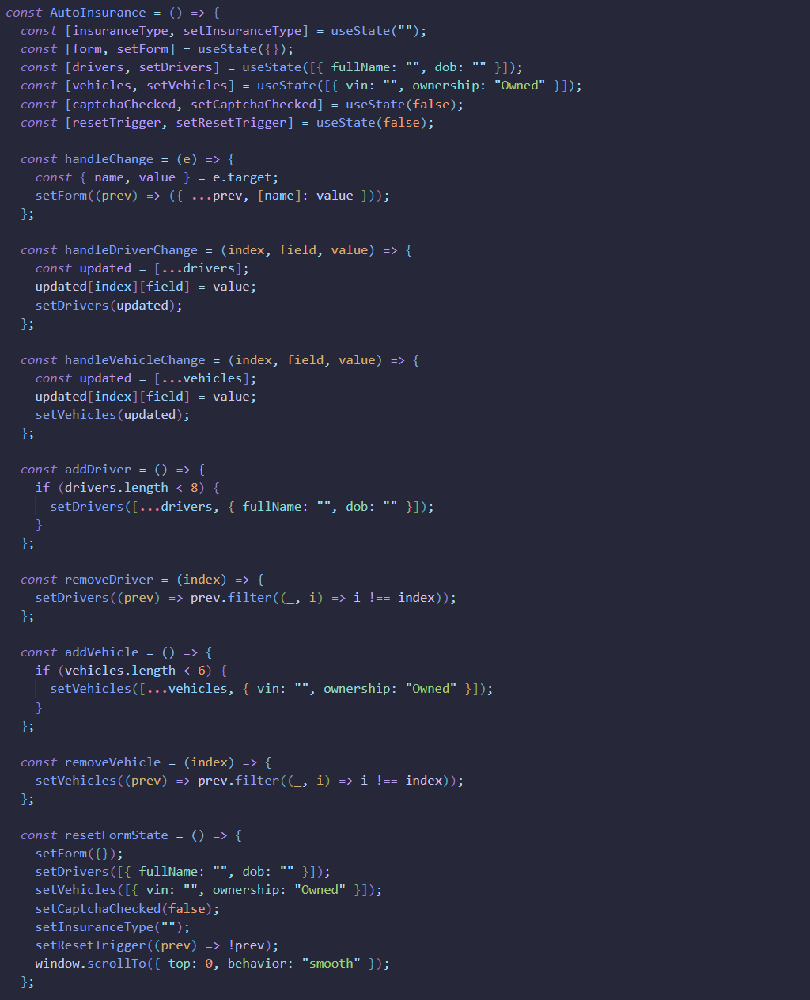 const AutoInsurance = () => {
  const [insuranceType, setInsuranceType] = useState("");
  const [form, setForm] = useState({});
  const [drivers, setDrivers] = useState([{ fullName: "", dob: "" }]);
  const [vehicles, setVehicles] = useState([{ vin: "", ownership: "Owned" }]);
  const [captchaChecked, setCaptchaChecked] = useState(false);
  const [resetTrigger, setResetTrigger] = useState(false);

  const handleChange = (e) => {
    const { name, value } = e.target;
    setForm((prev) => ({ ...prev, [name]: value }));
  };

  const handleDriverChange = (index, field, value) => {
    const updated = [...drivers];
    updated[index][field] = value;
    setDrivers(updated);
  };

  const handleVehicleChange = (index, field, value) => {
    const updated = [...vehicles];
    updated[index][field] = value;
    setVehicles(updated);
  };

  const addDriver = () => {
    if (drivers.length < 8) {
      setDrivers([...drivers, { fullName: "", dob: "" }]);
    }
  };

  const removeDriver = (index) => {
    setDrivers((prev) => prev.filter((_, i) => i !== index));
  };

  const addVehicle = () => {
    if (vehicles.length < 6) {
      setVehicles([...vehicles, { vin: "", ownership: "Owned" }]);
    }
  };

  const removeVehicle = (index) => {
    setVehicles((prev) => prev.filter((_, i) => i !== index));
  };

  const resetFormState = () => {
    setForm({});
    setDrivers([{ fullName: "", dob: "" }]);
    setVehicles([{ vin: "", ownership: "Owned" }]);
    setCaptchaChecked(false);
    setInsuranceType("");
    setResetTrigger((prev) => !prev);
    window.scrollTo({ top: 0, behavior: "smooth" });
  };